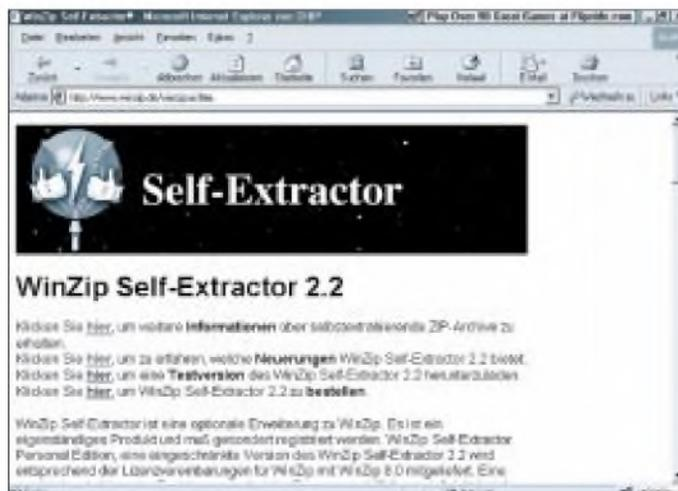 WinZip Self-Extractor - Microsoft Internet Explorer von
Play Over 90 Great Games at Flipside.com
Datei Bearbeiten Ansicht Favoriten Extras ?
Zurück Abbrechen Aktualisieren Startseite Suchen Favoriten Verlauf E-Mail Drucken
Adresse Wechseln zu Links
Self-Extractor
WinZip Self-Extractor 2.2
Klicken Sie hier, um weitere Informationen über selbstextrahierende ZIP-Archive zu
erhalten.
Klicken Sie hier, um zu erfahren, welche Neuerungen WinZip Self-Extractor 2.2 bietet.
Klicken Sie hier, um eine Testversion des WinZip Self-Extractor 2.2 herunterzuladen.
Klicken Sie hier, um WinZip Self-Extractor 2.2 zu bestellen.
WinZip Self-Extractor ist eine optionale Erweiterung zu WinZip. Es ist ein
eigenständiges Produkt und muß gesondert registriert werden. WinZip Self-Extractor
Personal Edition, eine eingeschränkte Version des WinZip Self-Extractor 2.2 wird
entsprechend der Lizenzvereinbarungen für WinZip mit WinZip 8.0 mitgeliefert. Eine